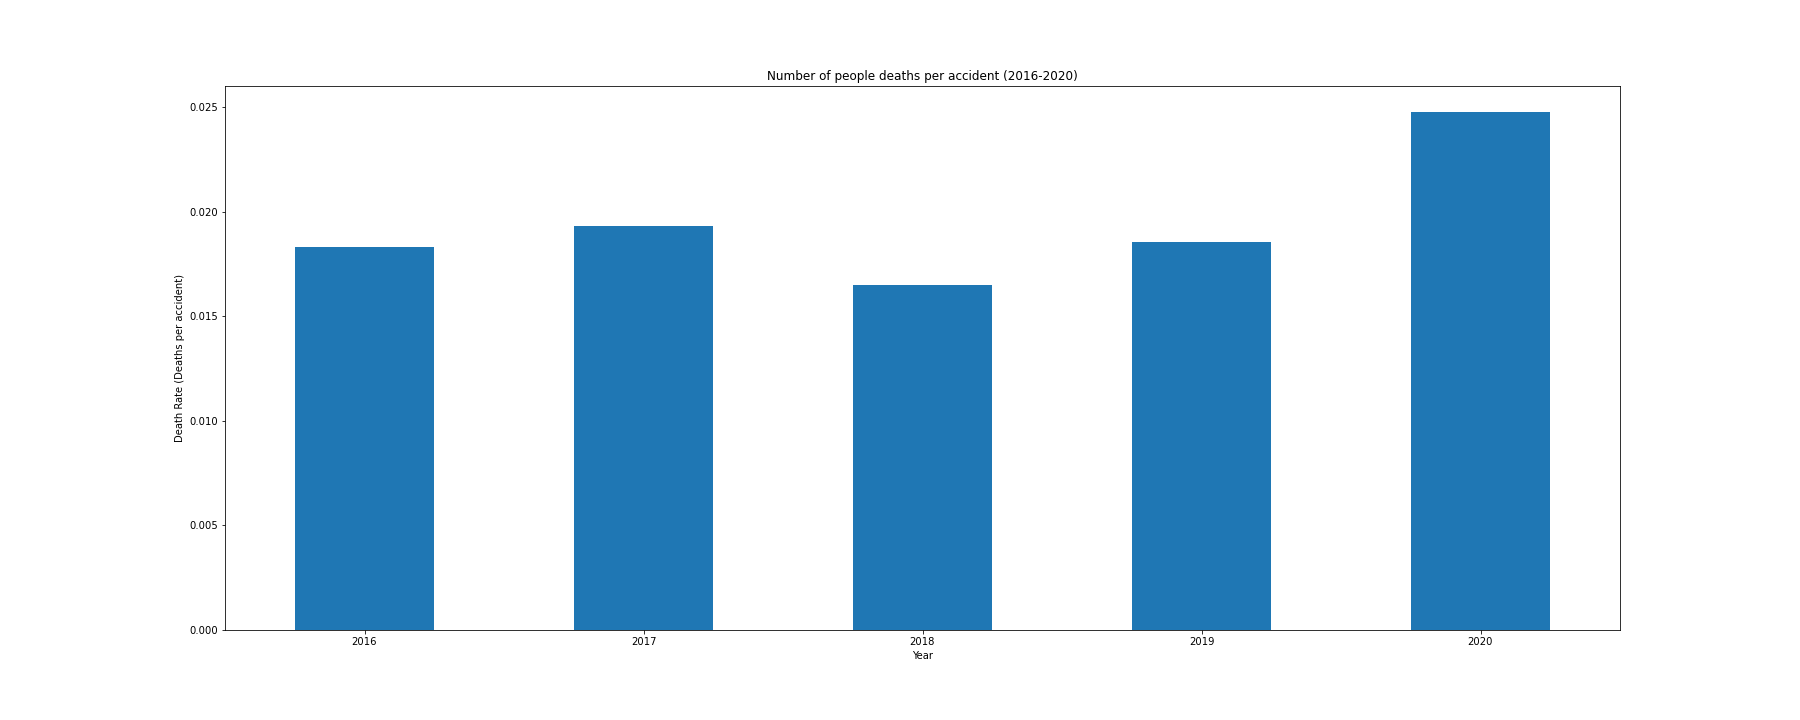 Number of people deaths per accident (2016-2020)
Death Rate (Deaths per accident)
0.025
0.020
0.015
0.010
0.005
0.000
2016 2017 2018 2019 2020
Year